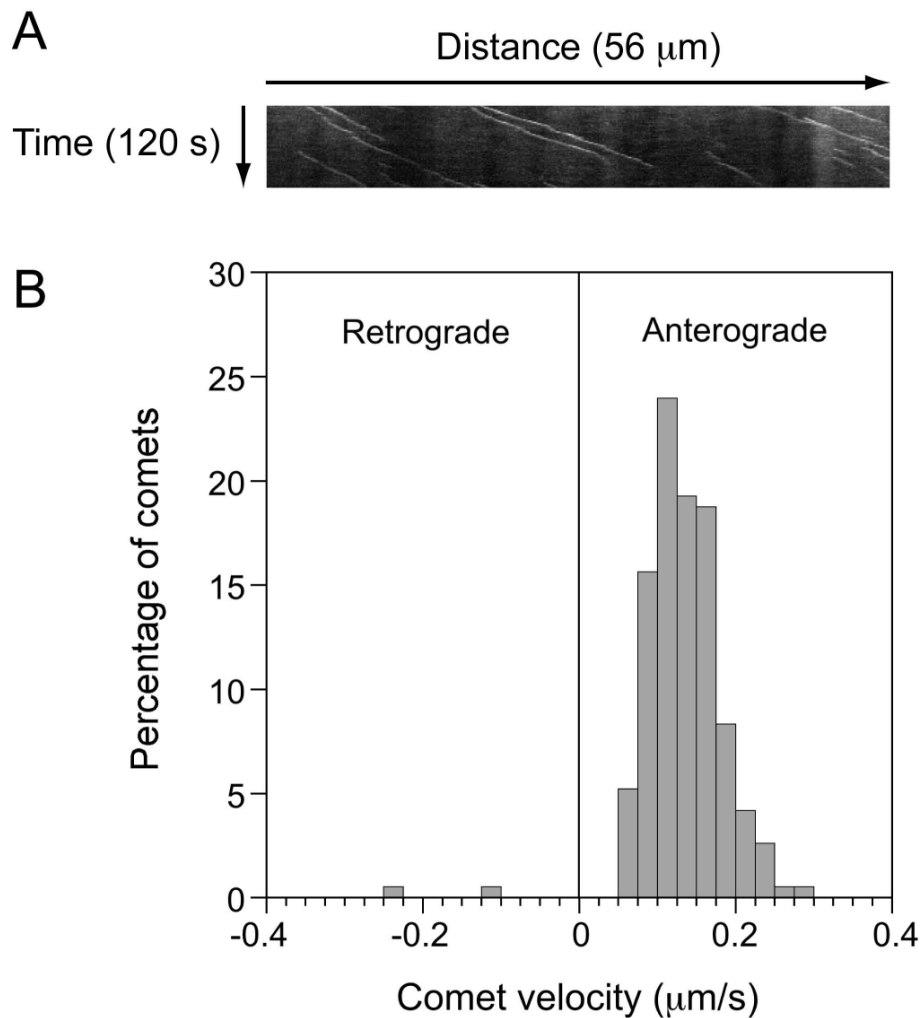 A
Distance (56 μm)
Time (120 s)
B
30
25
20
15
10
5
0
Percentage of comets
Retrograde
Anterograde
-0.4
-0.2
0
0.2
0.4
Comet velocity (μm/s)